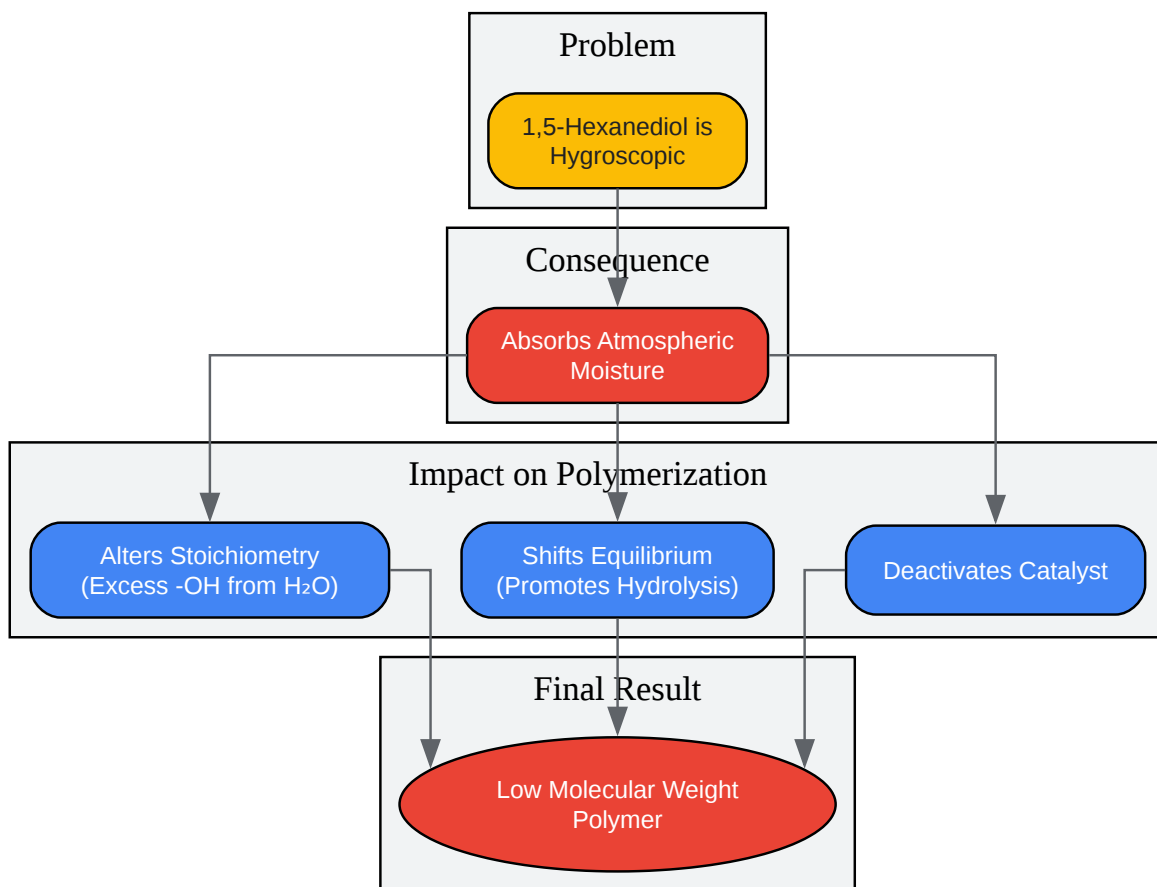 Problem
1,5-Hexanediol is
Hygroscopic
Consequence
Absorbs Atmospheric
Moisture
Impact on Polymerization
Alters Stoichiometry
(Excess -OH from H₂O)
Shifts Equilibrium
(Promotes Hydrolysis)
Deactivates Catalyst
Final Result
Low Molecular Weight
Polymer